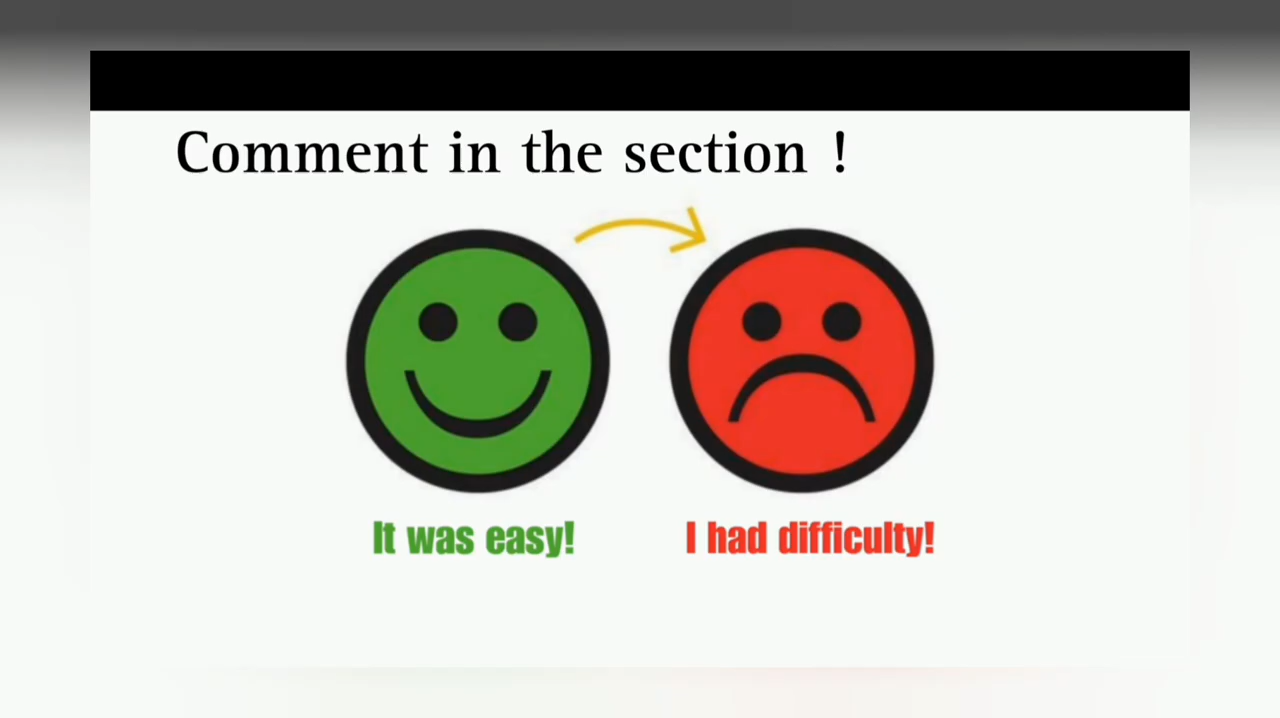 Comment in the section !
It was easy!
I had difficulty!